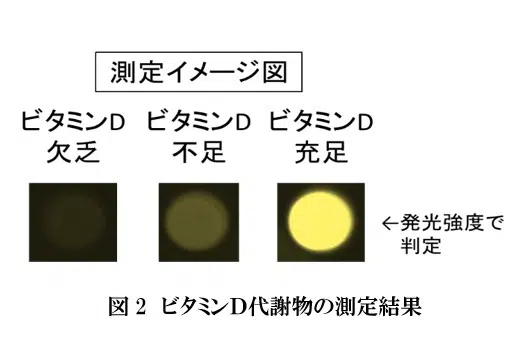 測定イメージ図
ビタミンD
欠乏
ビタミンD
不足
ビタミンD
充足
←発光強度で
判定
図2 ビタミンD代謝物の測定結果